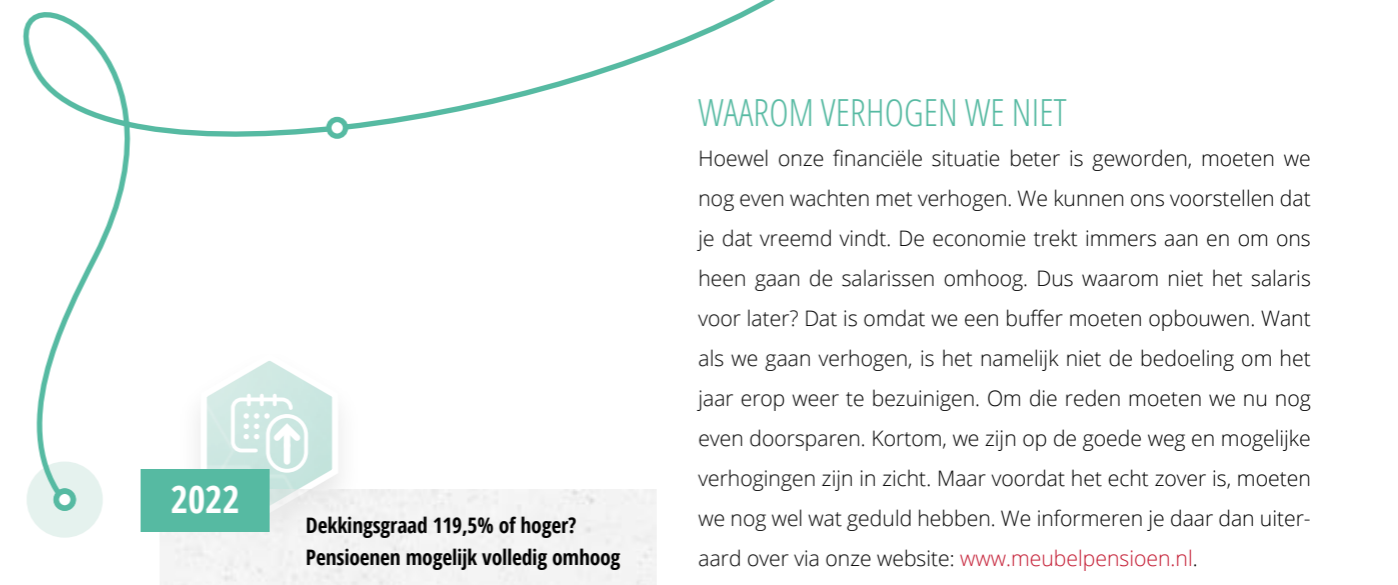 2022
Dekkingsgraad 119,5% of hoger?
Pensioenen mogelijk volledig omhoog
WAAROM VERHOGEN WE NIET
Hoewel onze financiële situatie beter is geworden, moeten we
nog even wachten met verhogen. We kunnen ons voorstellen dat
je dat vreemd vindt. De economie trekt immers aan en om ons
heen gaan de salarissen omhoog. Dus waarom niet het salaris
voor later? Dat is omdat we een buffer moeten opbouwen. Want
als we gaan verhogen, is het namelijk niet de bedoeling om het
jaar erop weer te bezuinigen. Om die reden moeten we nu nog
even doorsparen. Kortom, we zijn op de goede weg en mogelijke
verhogingen zijn in zicht. Maar voordat het echt zover is, moeten
we nog wel wat geduld hebben. We informeren je daar dan uiter-
aard over via onze website: www.meubelpensioen.nl.